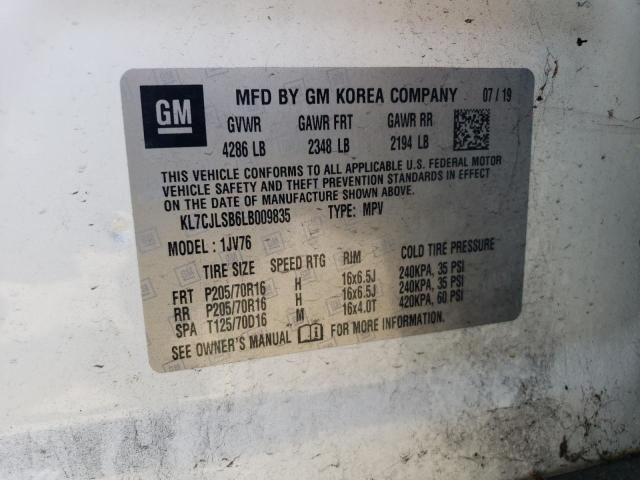 GM MFD BY GM KOREA COMPANY 07/19
GVWR GAWR FRT GAWR RR
4286 LB 2348 LB 2194 LB
THIS VEHICLE CONFORMS TO ALL APPLICABLE U.S. FEDERAL MOTOR
VEHICLE SAFETY AND THEFT PREVENTION STANDARDS IN EFFECT ON
THE DATE OF MANUFACTURE SHOWN ABOVE.
KL7CJLSB6LB009835 TYPE: MPV
MODEL: 1JV76
TIRE SIZE SPEED RTG RIM COLD TIRE PRESSURE
FRT P205/70R16 H 16x6.5J 240KPA, 35 PSI
RR P205/70R16 H 16x6.5J 240KPA, 35 PSI
SPA T125/70D16 M 16x4.0T 420KPA, 60 PSI
SEE OWNER'S MANUAL FOR MORE INFORMATION.